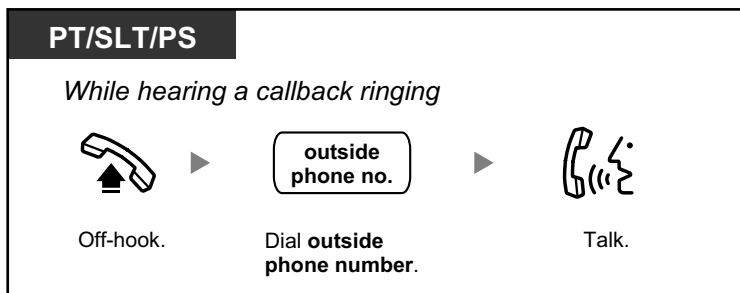 PT/SLT/PS
While hearing a callback ringing
outside
phone no.
Off-hook.
Dial outside
phone number.
Talk.